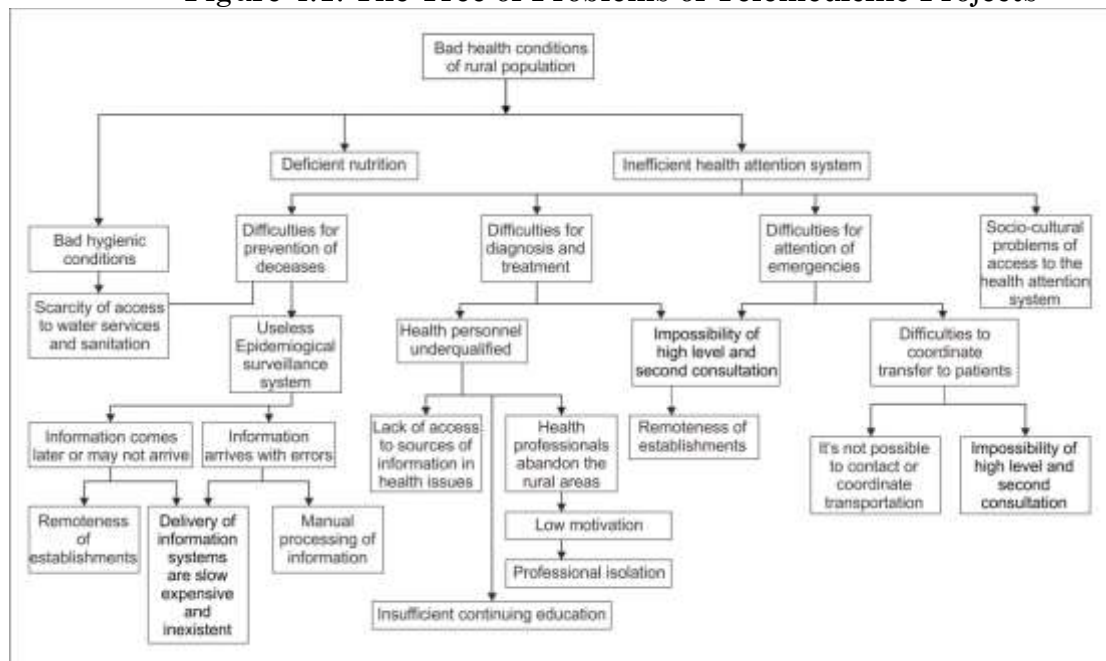 Figure 4.1: The Tree of Problems of Telemedicine Projects
Bad health conditions
of rural population
Deficient nutrition
Inefficient health attention system
Bad hygienic
conditions
Difficulties for
prevention of
deceases
Difficulties for
diagnosis and
treatment
Difficulties for
attention of
emergencies
Socio-cultural
problems of
access to the
health attention
system
Scarcity of access
to water services
and sanitation
Useless
Epidemiogical
surveillance
system
Health personnel
underqualified
Impossibility of
high level and
second consultation
Difficulties to
coordinate
transfer to patients
Information comes
later or may not arrive
Information
arrives with errors
Lack of access
to sources of
information in
health issues
Health
professionals
abandon the
rural areas
Remoteness of
establishments
It's not possible
to contact or
coordinate
transportation
Impossibility of
high level and
second
consultation
Remoteness
of
establishments
Delivery of
information
systems
are slow
expensive
and
inexistent
Manual
processing of
information
Low motivation
Professional isolation
Insufficient continuing education